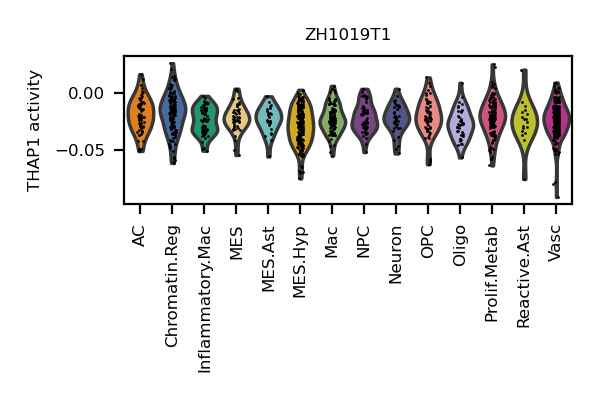 ZH1019T1
THAP1 activity
0.00
−0.05
AC
Chromatin.Reg
Inflammatory.Mac
MES
MES.Ast
MES.Hyp
Mac
NPC
Neuron
OPC
Oligo
Prolif.Metab
Reactive.Ast
Vasc